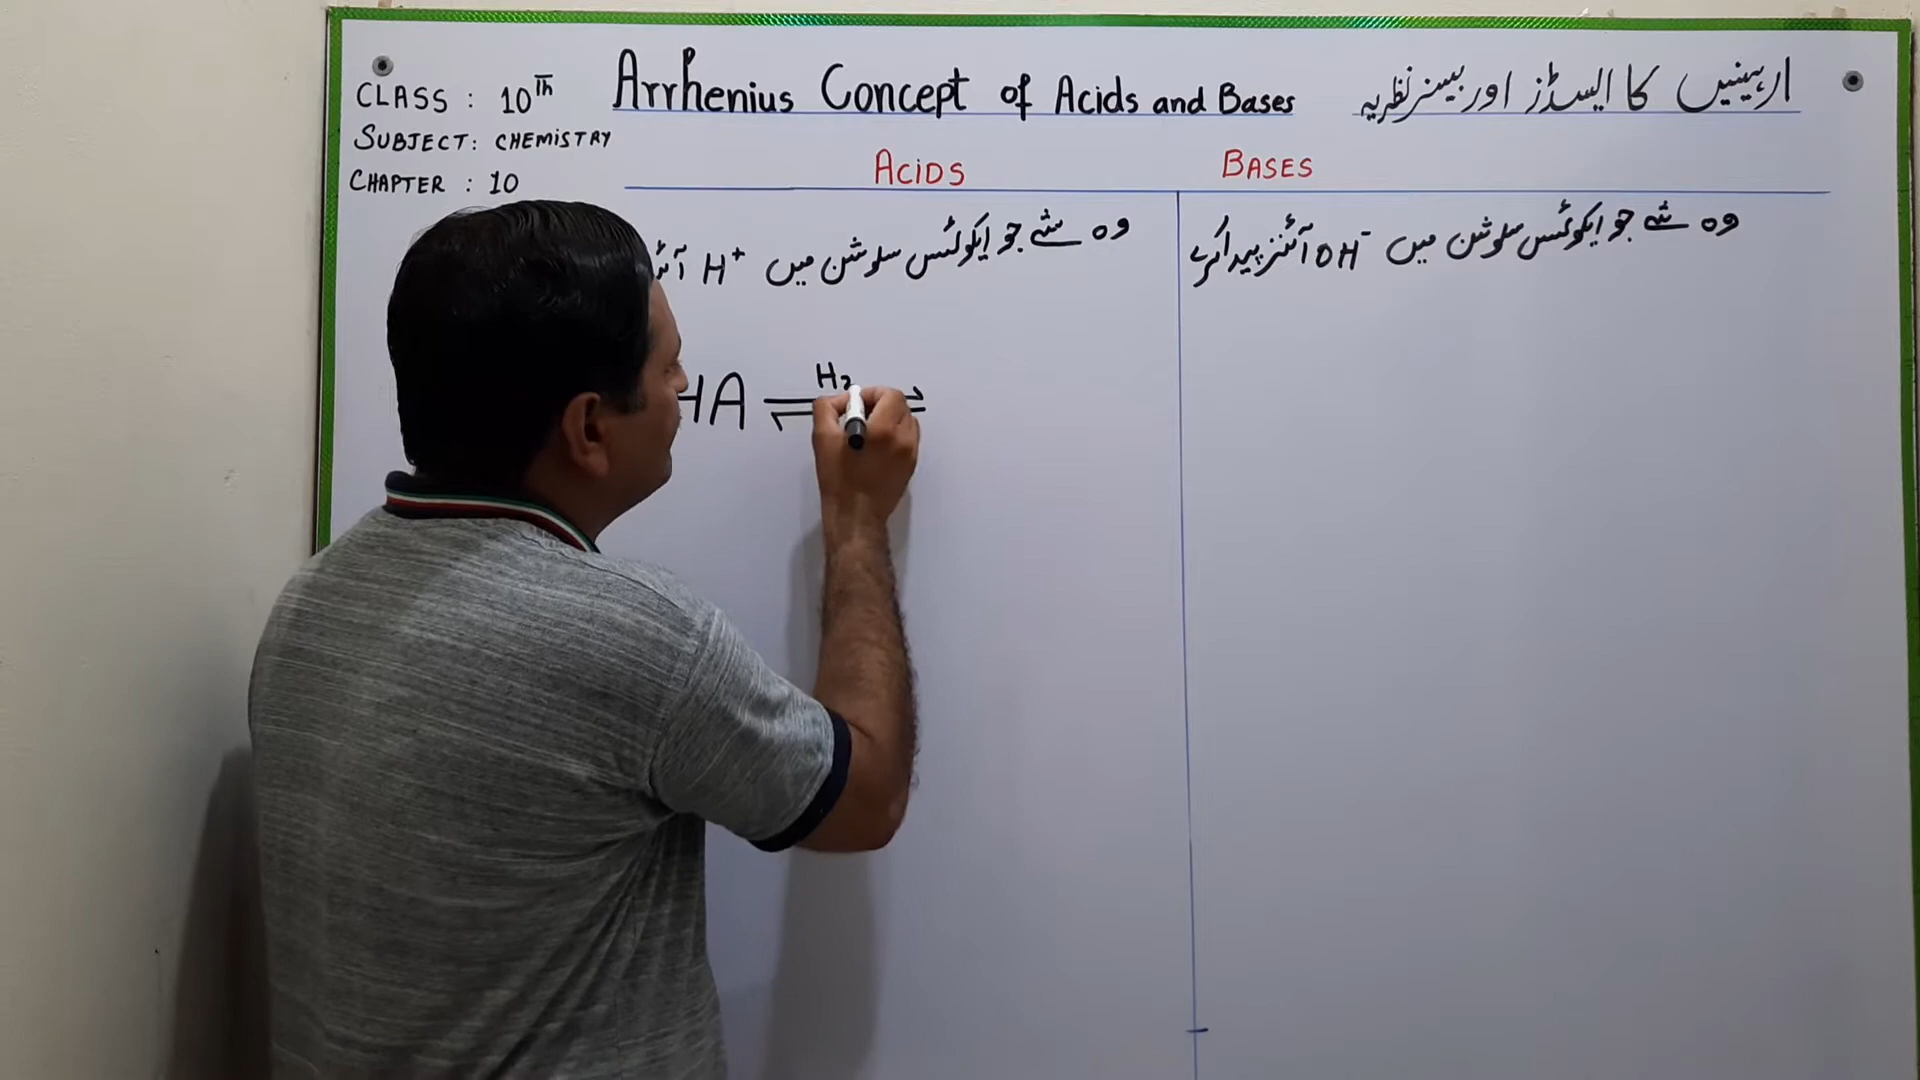 CLASS : 10th
SUBJECT: CHEMISTRY
CHAPTER : 10
Arrhenius Concept of Acids and Bases
ارہینیس کا ایسڈز اور بیسز نظریہ
ACIDS
BASES
وہ شے جو ایکوئس سلوشن میں H⁺
وہ شے جو ایکوئس سلوشن میں OH⁻ آئنز پیدا کرے
HA ⇌ H₂